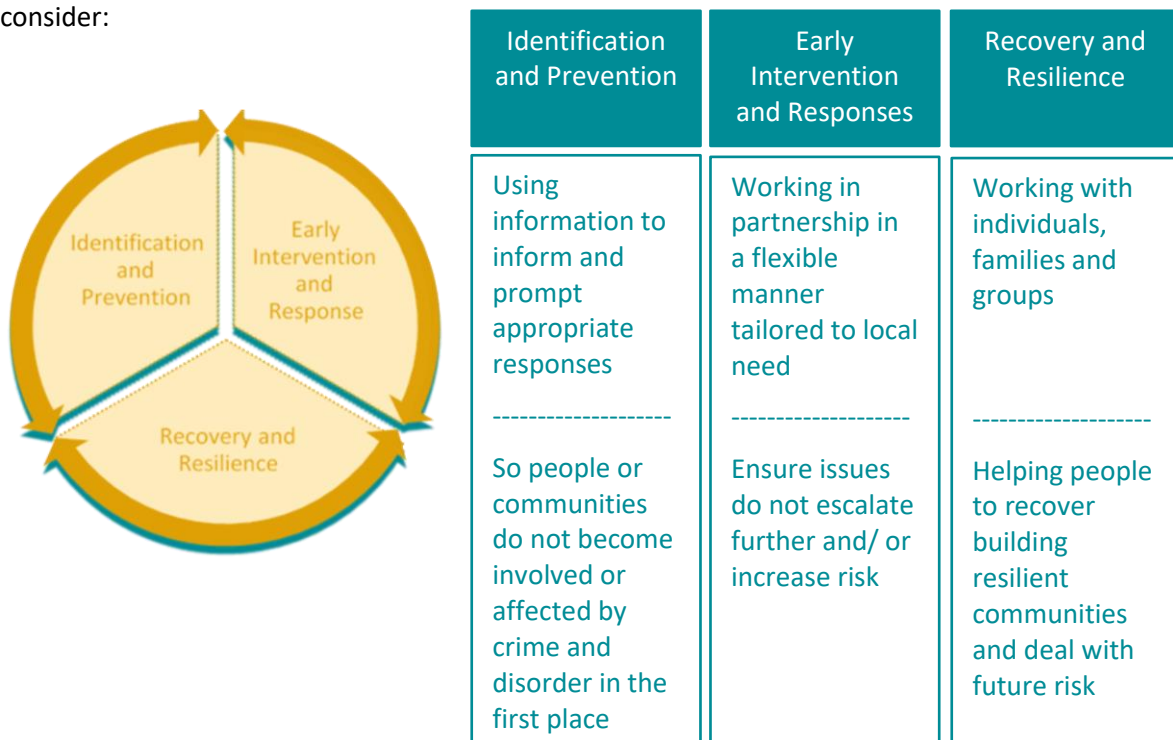 consider:
Identification
and
Prevention
Early
Intervention
and
Response
Recovery and
Resilience
Identification
and Prevention
Using
information to
inform and
prompt
appropriate
responses
--------------------
So people or
communities
do not become
involved or
affected by
crime and
disorder in the
first place
Early
Intervention
and Responses
Working in
partnership in
a flexible
manner
tailored to local
need
--------------------
Ensure issues
do not escalate
further and/ or
increase risk
Recovery and
Resilience
Working with
individuals,
families and
groups
--------------------
Helping people
to recover
building
resilient
communities
and deal with
future risk